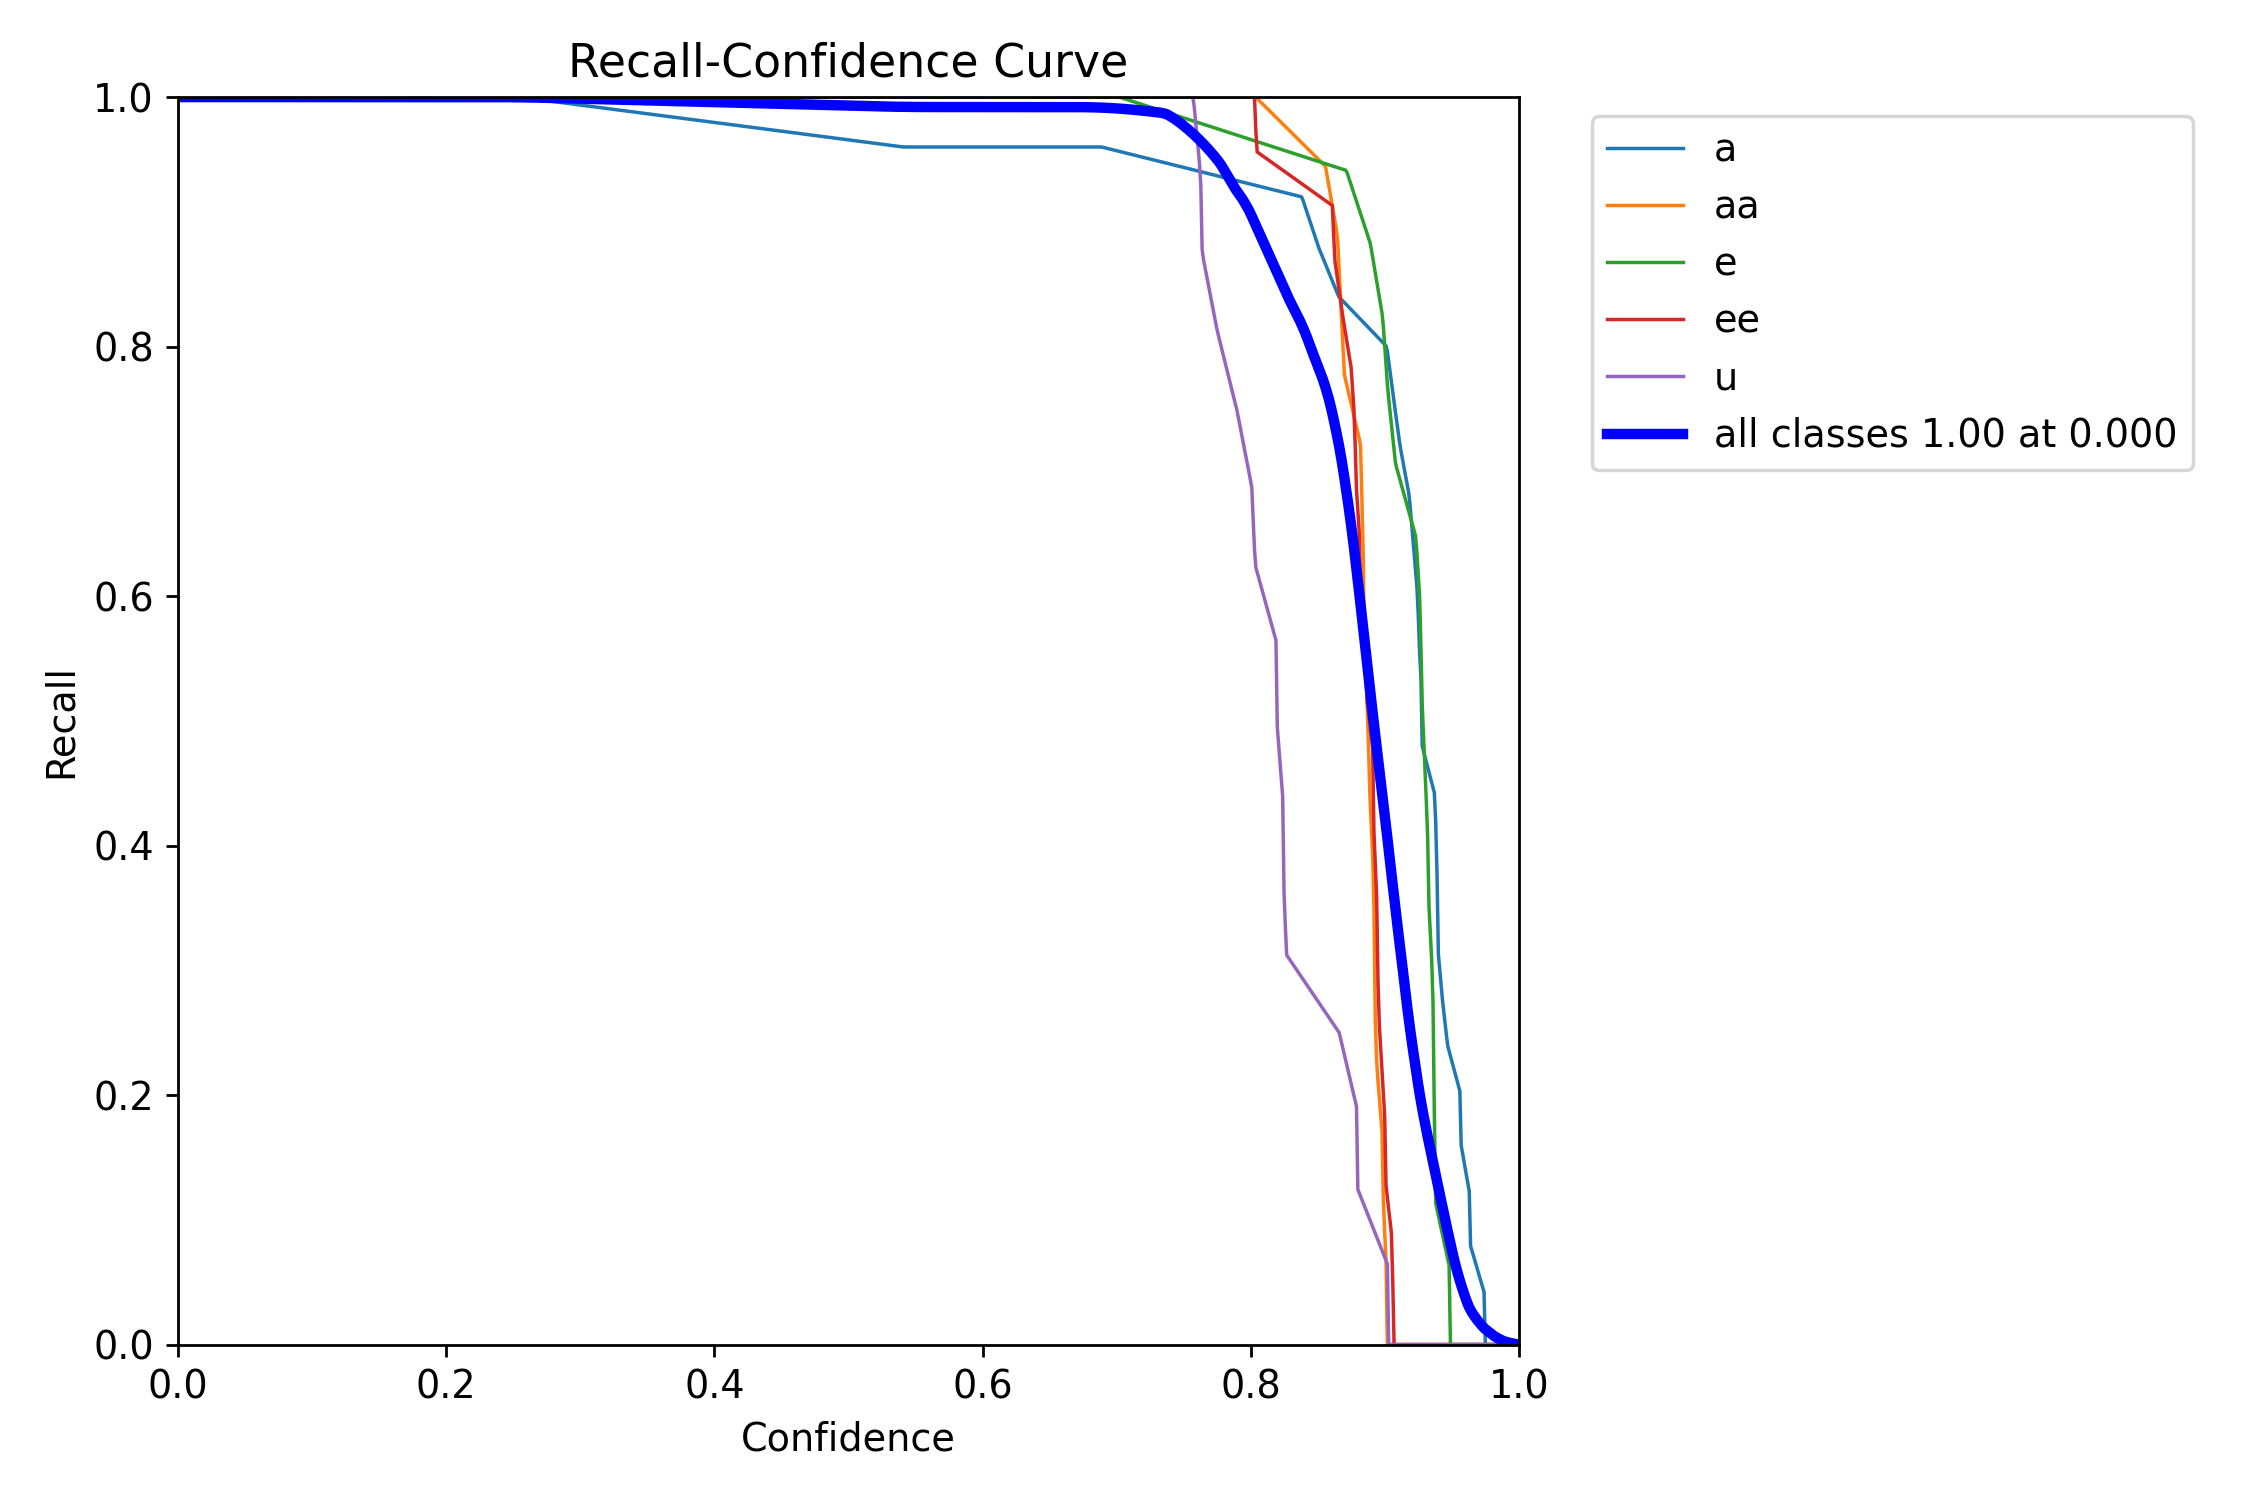 Recall-Confidence Curve
1.0
0.8
0.6
0.4
0.2
0.0
Recall
0.0 0.2 0.4 0.6 0.8 1.0
Confidence
a
aa
e
ee
u
all classes 1.00 at 0.000